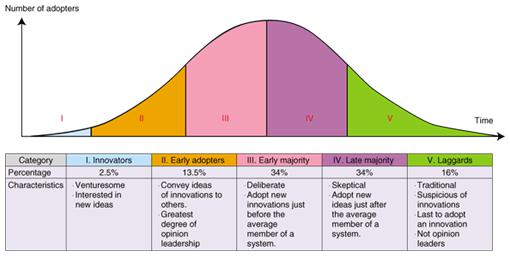 Number of adopters
I
II
III
IV
V
Time
Category
I. Innovators
II. Early adopters
III. Early majority
IV. Late majority
V. Laggards
Percentage
2.5%
13.5%
34%
34%
16%
Characteristics
· Venturesome
· Interested in
new ideas
· Convey ideas
of innovations to
others.
· Greatest
degree of
opinion
leadership
· Deliberate
· Adopt new
innovations just
before the
average
member of a
system.
· Skeptical
· Adopt new
ideas just after
the average
member of a
system.
· Traditional
· Suspicious of
innovations
· Last to adopt
an innovation
· Not opinion
leaders